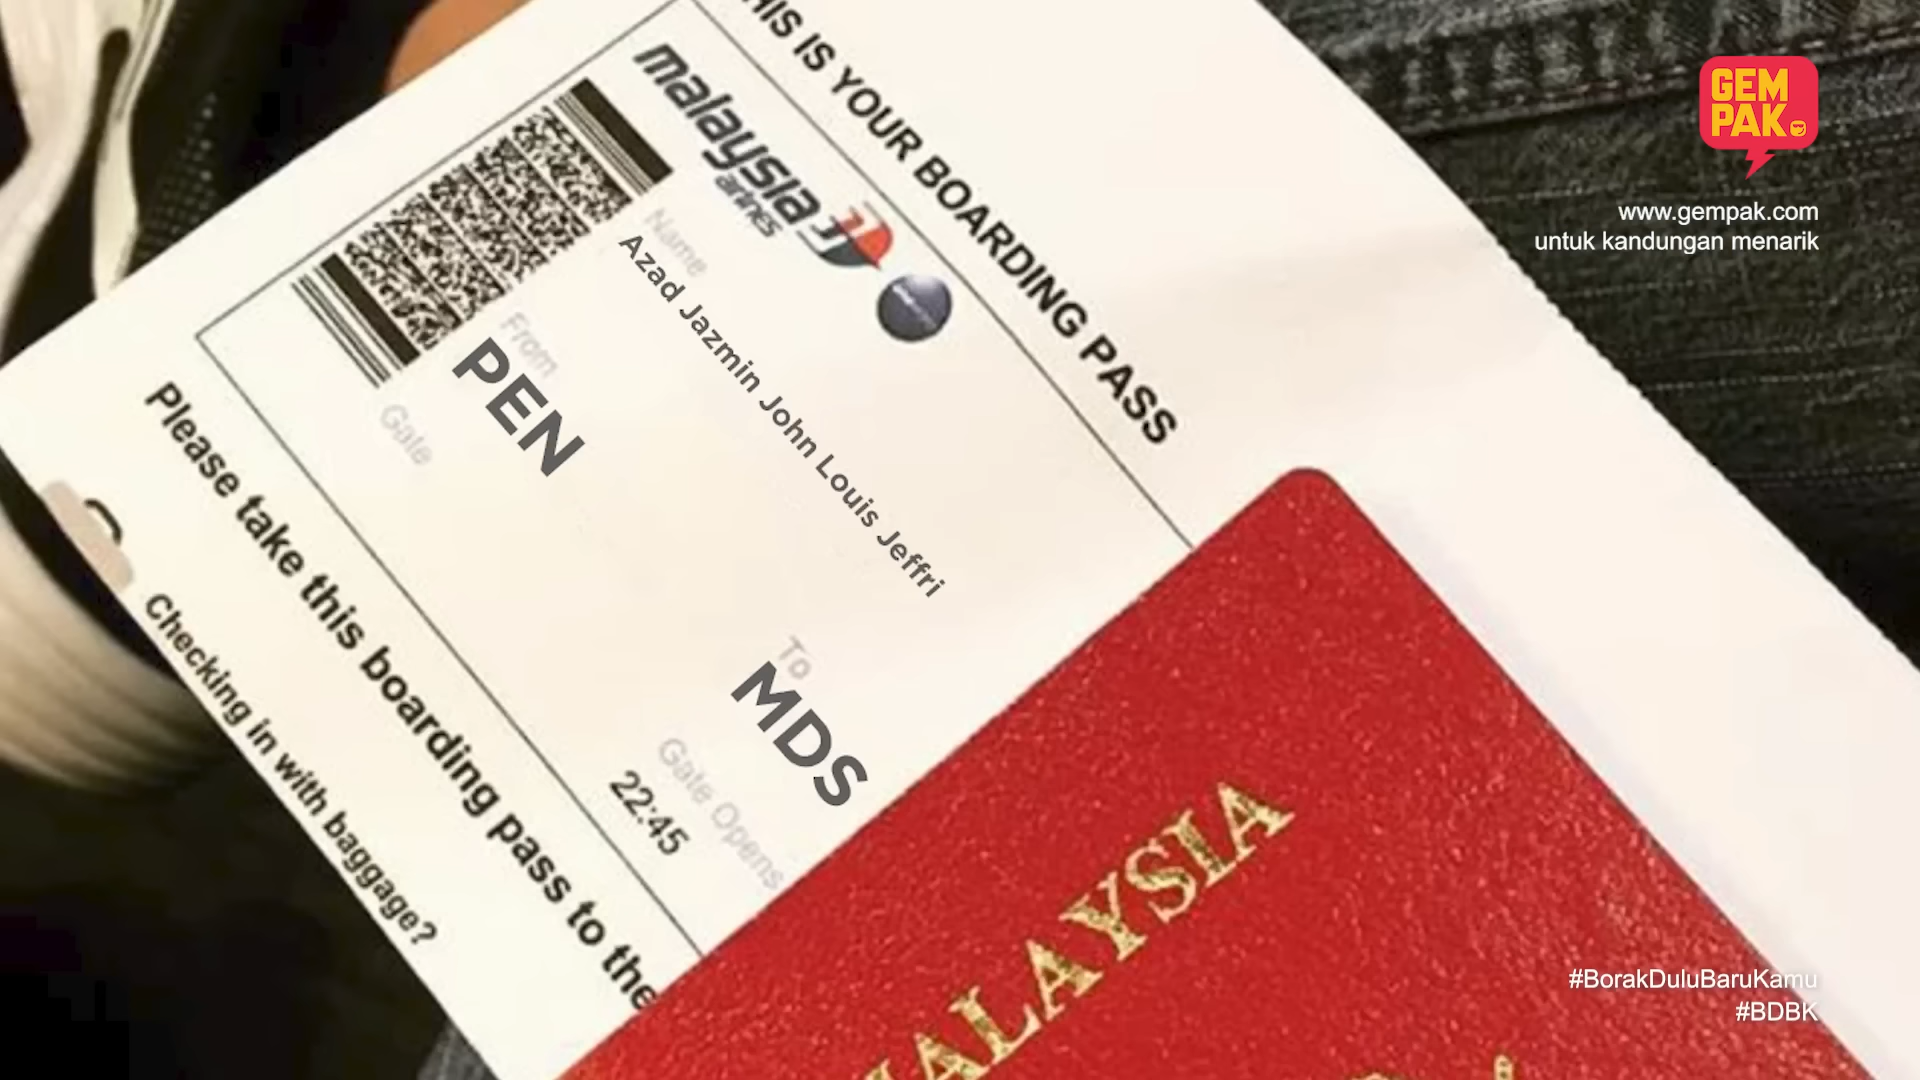 THIS IS YOUR BOARDING PASS
malaysia
airlines
Name
Azad Jazmin John Louis Jeffri
From
PEN
To
MDS
Gate
Gate Opens
22:45
Please take this boarding pass to the
Checking in with baggage?
MALAYSIA
GEM
PAK
www.gempak.com
untuk kandungan menarik
#BorakDuluBaruKamu
#BDBK